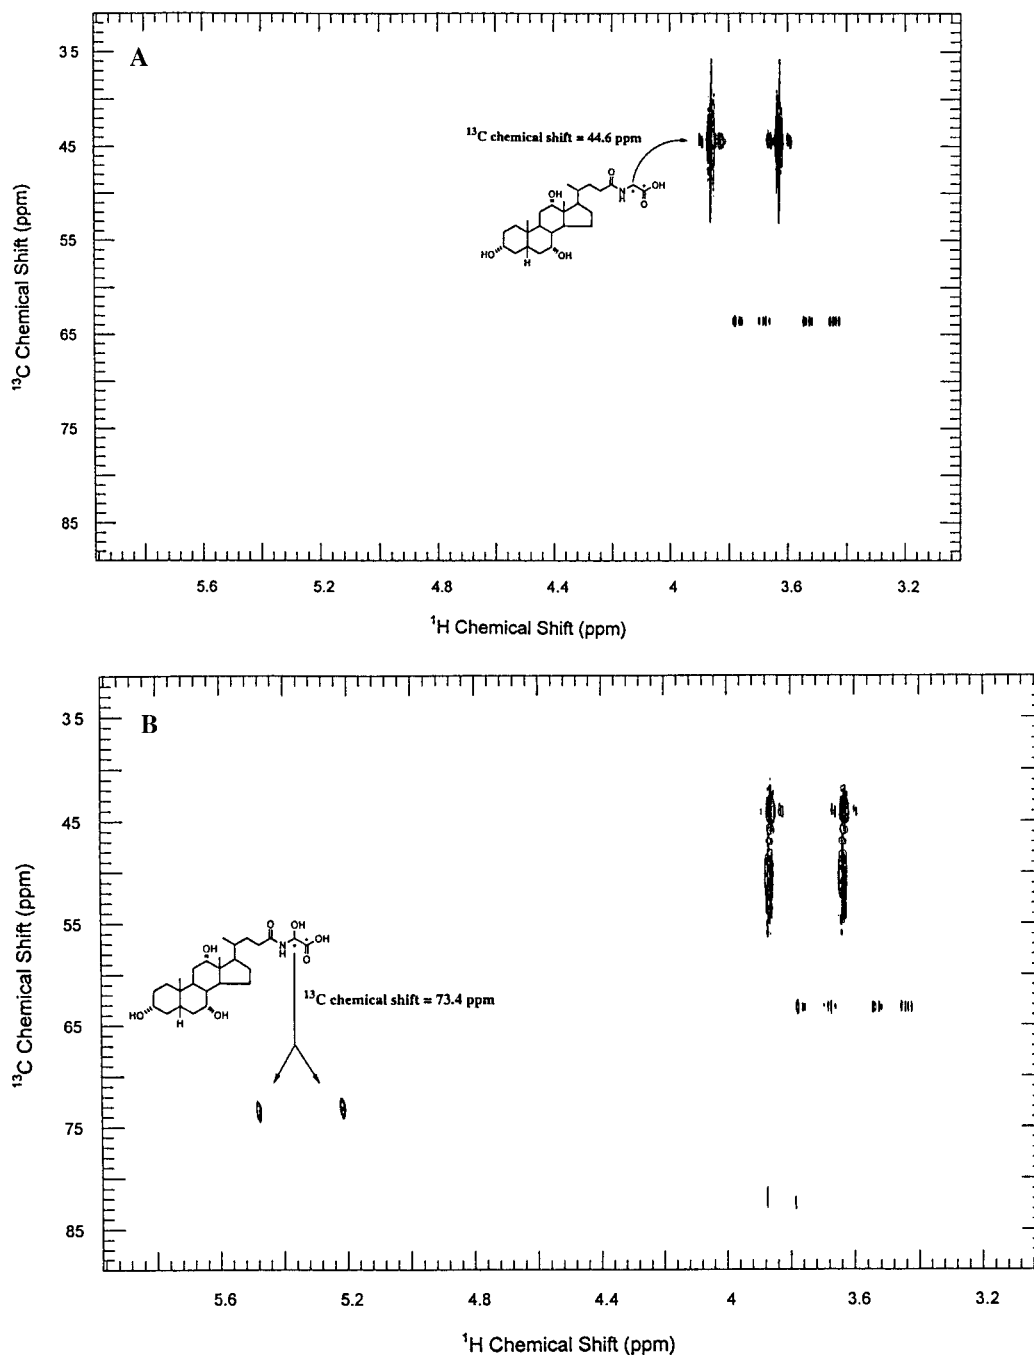 A
35
45
55
65
75
85
¹³C Chemical Shift (ppm)
¹³C chemical shift = 44.6 ppm
O
OH
N
H
O
OH
HO
H
OH
5.6 5.2 4.8 4.4 4 3.6 3.2
¹H Chemical Shift (ppm)
B
35
45
55
65
75
85
¹³C Chemical Shift (ppm)
O OH
OH
N
H
O
OH
HO
H
OH
¹³C chemical shift = 73.4 ppm
5.6 5.2 4.8 4.4 4 3.6 3.2
¹H Chemical Shift (ppm)